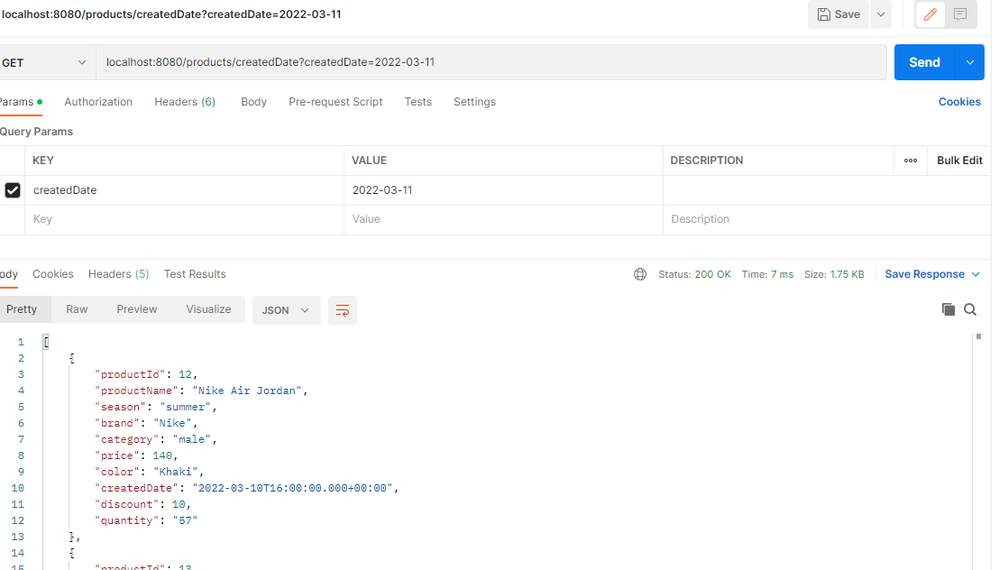 localhost:8080/products/createdDate?createdDate=2022-03-11 Save
GET localhost:8080/products/createdDate?createdDate=2022-03-11 Send
Params Authorization Headers (6) Body Pre-request Script Tests Settings Cookies
Query Params
KEY VALUE DESCRIPTION ooo Bulk Edit
createdDate 2022-03-11
Key Value Description
ody Cookies Headers (5) Test Results Status: 200 OK Time: 7 ms Size: 1.75 KB Save Response
Pretty Raw Preview Visualize JSON
1 [
2 {
3 "productId": 12,
4 "productName": "Nike Air Jordan",
5 "season": "summer",
6 "brand": "Nike",
7 "category": "male",
8 "price": 140,
9 "color": "Khaki",
10 "createdDate": "2022-03-10T16:00:00.000+00:00",
11 "discount": 10,
12 "quantity": "57"
13 },
14 {
15 "productId": 13,